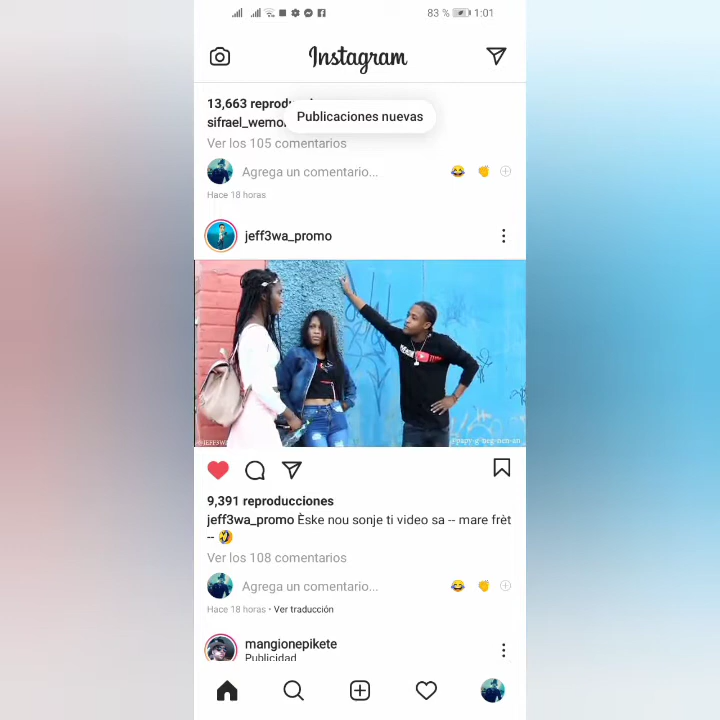 83 % 1:01
Instagram
13,663
Publicaciones nuevas
Ver los 105 comentarios
Agrega un comentario...
Hace 18 horas
jeff3wa_promo
9,391 reproducciones
jeff3wa_promo Èske nou sonje ti video sa -- mare frèt
-- 🤣
Ver los 108 comentarios
Agrega un comentario...
Hace 18 horas • Ver traducción
mangionepikete
Publicidad